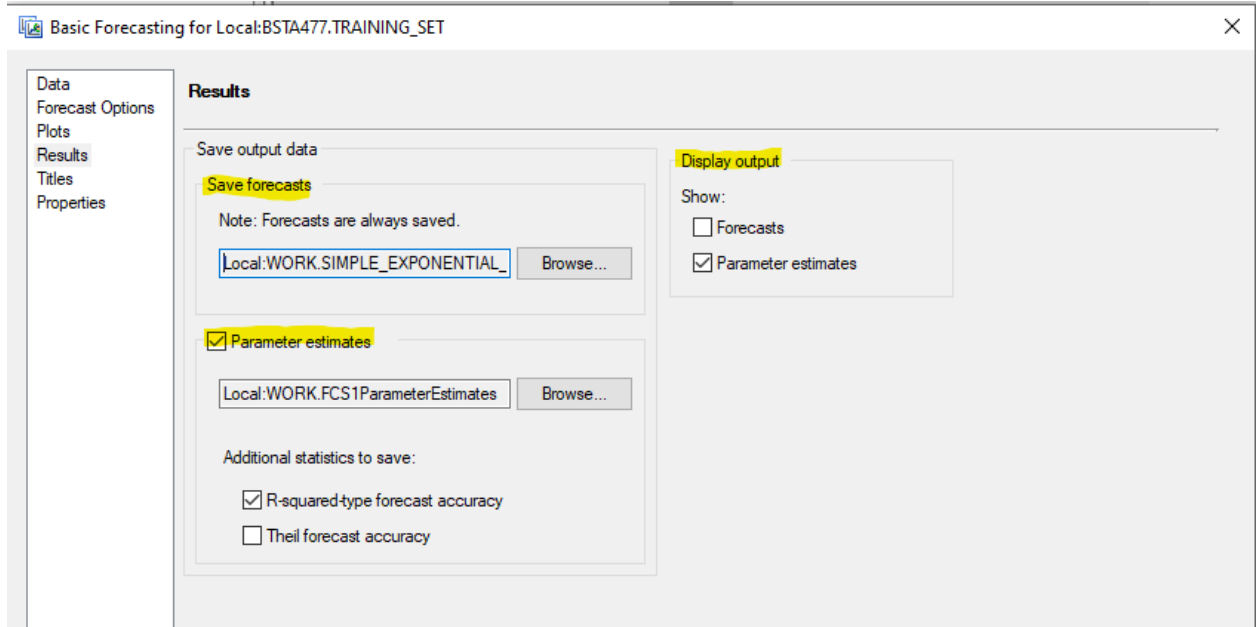 Basic Forecasting for Local:BSTA477.TRAINING_SET
Data
Forecast Options
Plots
Results
Titles
Properties
Results
Save output data
Save forecasts
Note: Forecasts are always saved.
Local:WORK.SIMPLE_EXPONENTIAL_
Browse...
Parameter estimates
Local:WORK.FCS1ParameterEstimates
Browse...
Additional statistics to save:
R-squared-type forecast accuracy
Theil forecast accuracy
Display output
Show:
Forecasts
Parameter estimates